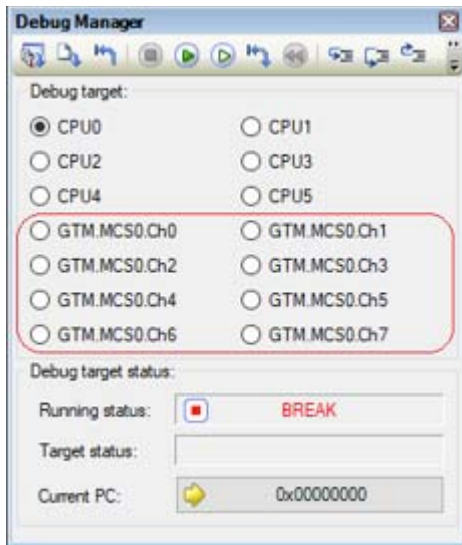 Debug Manager
Debug target:
CPU0 CPU1
CPU2 CPU3
CPU4 CPU5
GTM.MCS0.Ch0 GTM.MCS0.Ch1
GTM.MCS0.Ch2 GTM.MCS0.Ch3
GTM.MCS0.Ch4 GTM.MCS0.Ch5
GTM.MCS0.Ch6 GTM.MCS0.Ch7
Debug target status:
Running status: BREAK
Target status:
Current PC: 0x00000000